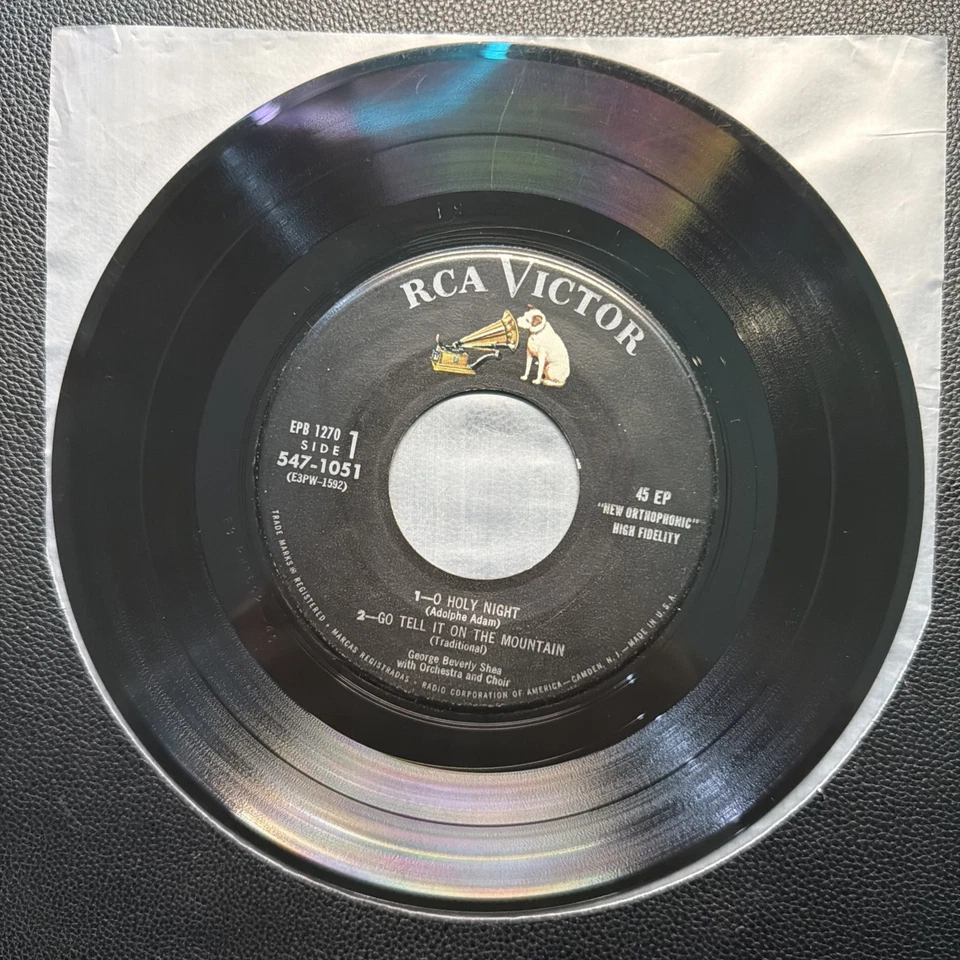 RCA VICTOR
EPB 1270
SIDE 1
547-1051
(E3PW-1592)
45 EP
"NEW ORTHOPHONIC"
HIGH FIDELITY
1—O HOLY NIGHT
(Adolphe Adam)
2—GO TELL IT ON THE MOUNTAIN
(Traditional)
George Beverly Shea
with Orchestra and Choir
TRADE MARKS ® REGISTERED • MARCAS REGISTRADAS • RADIO CORPORATION OF AMERICA—CAMDEN, N.J.—MADE IN U.S.A.